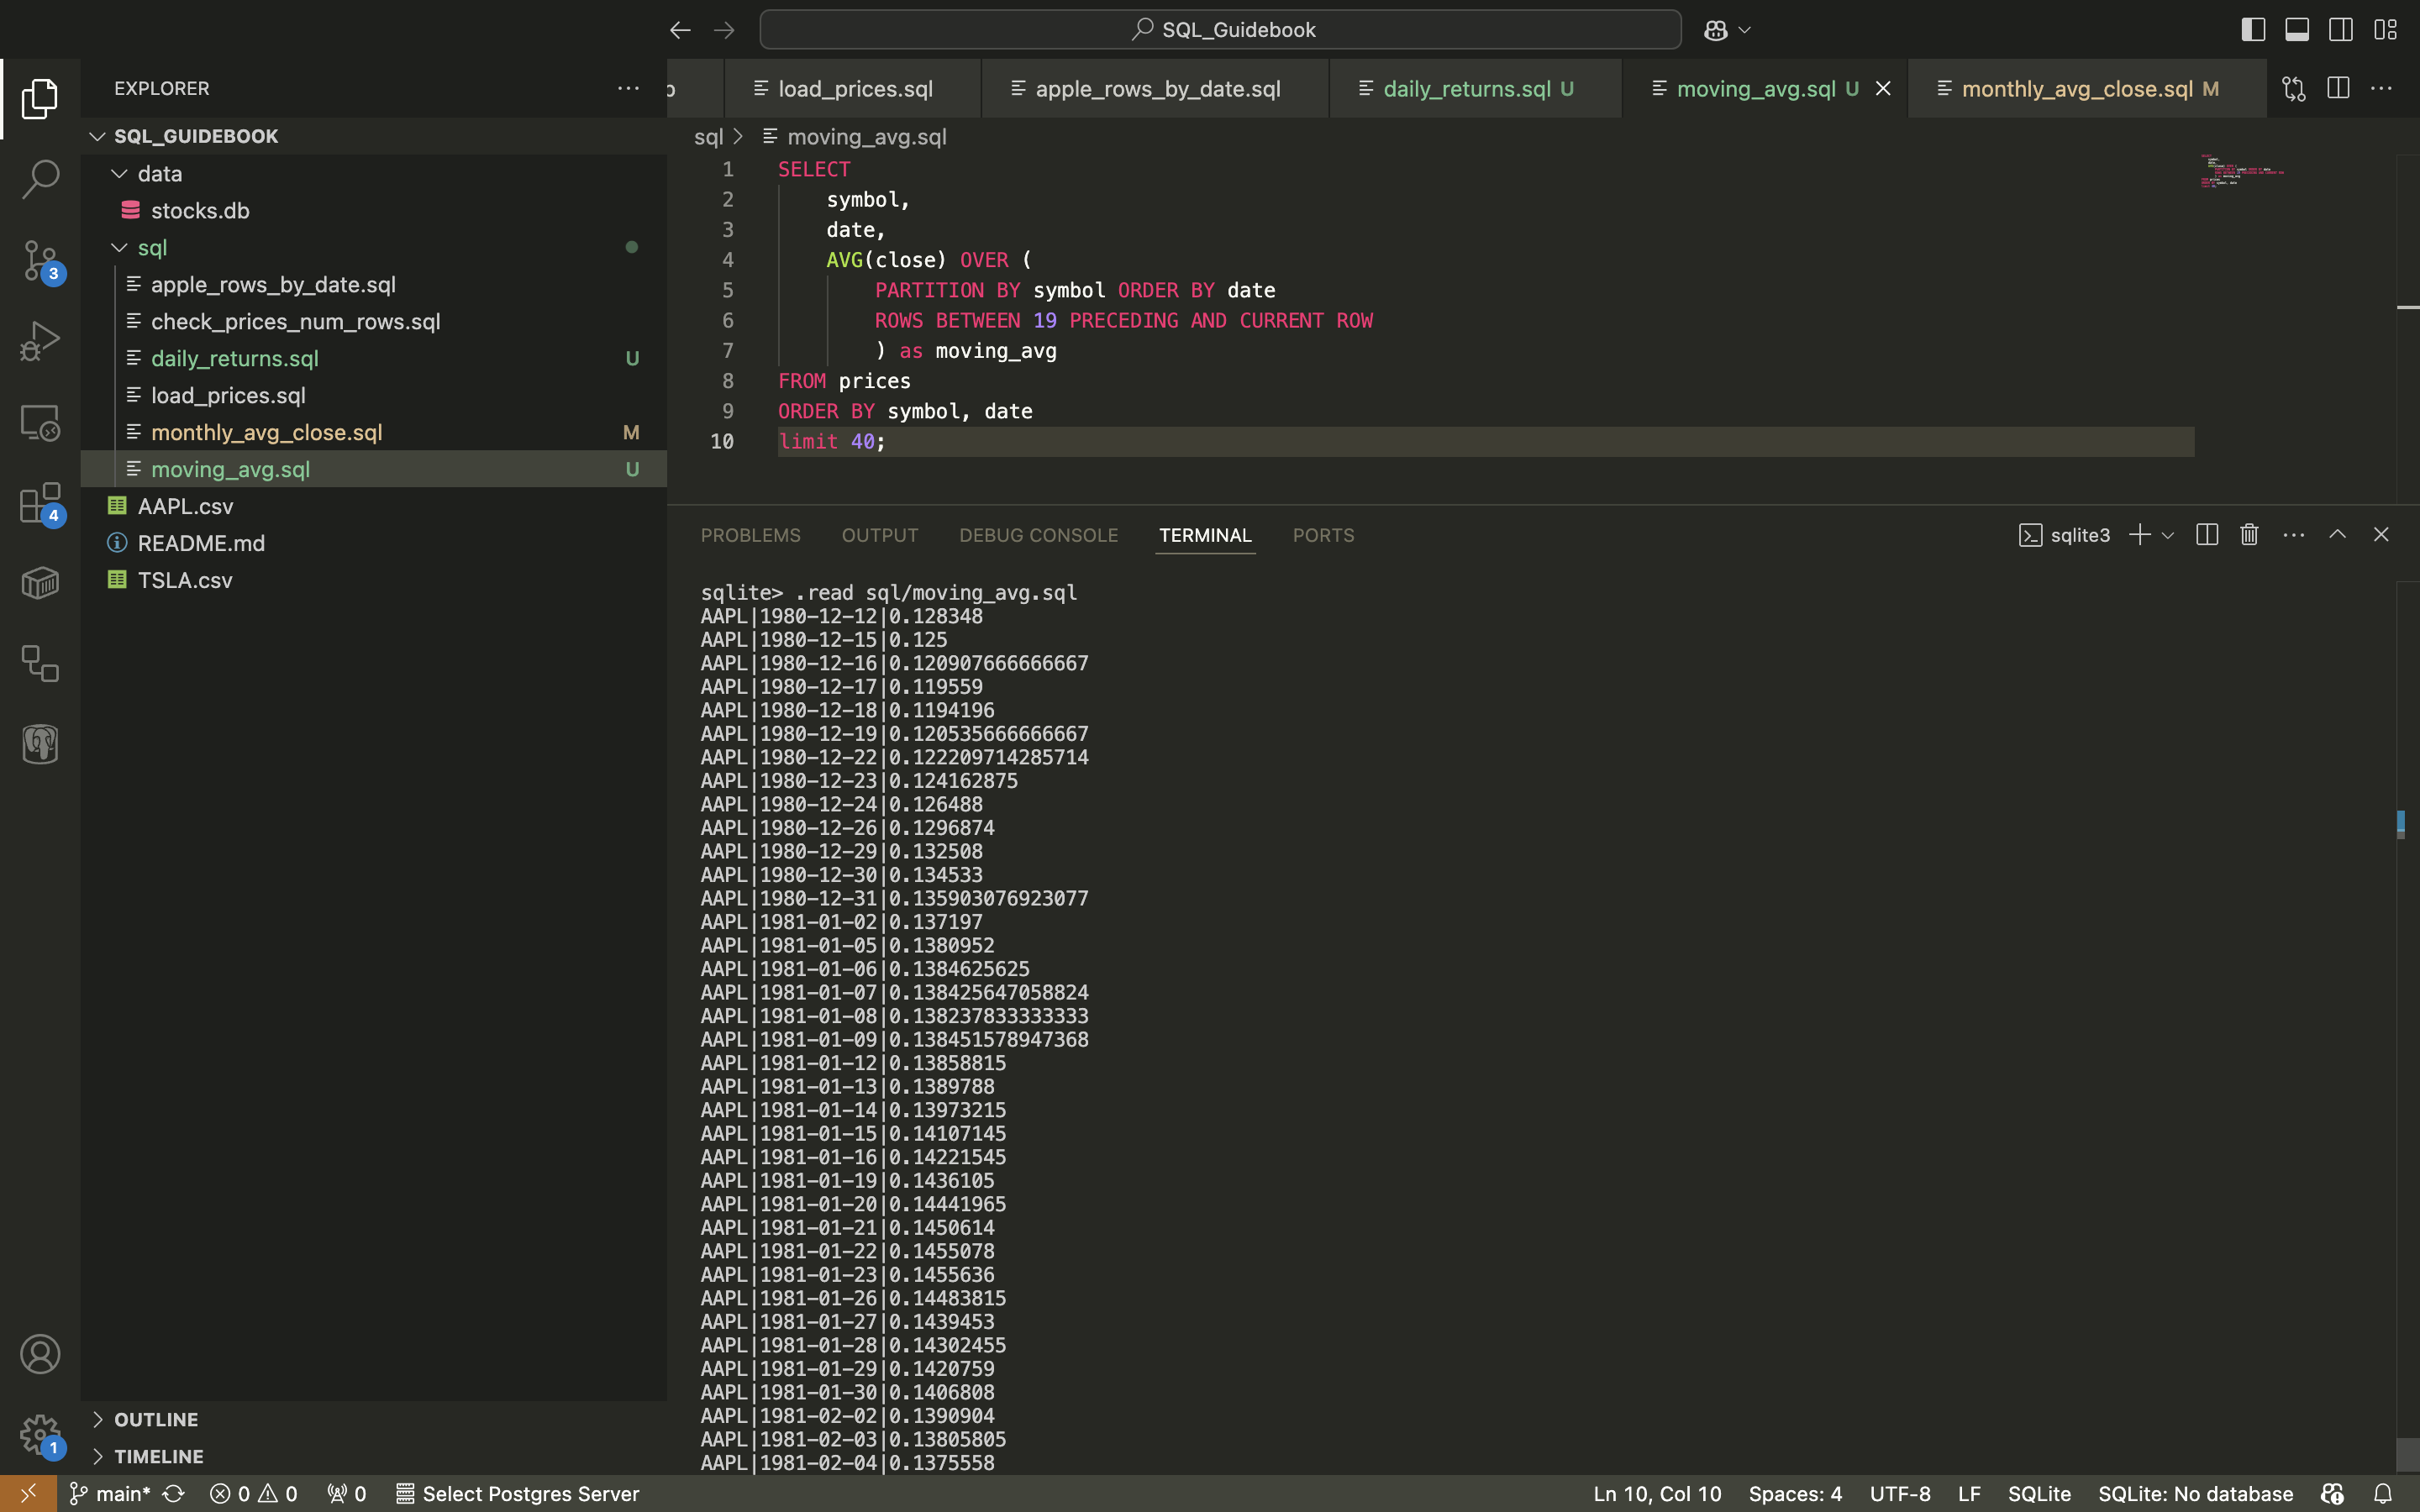 SQL_Guidebook
EXPLORER
SQL_GUIDEBOOK
data
stocks.db
sql
apple_rows_by_date.sql
check_prices_num_rows.sql
daily_returns.sql U
load_prices.sql
monthly_avg_close.sql M
moving_avg.sql U
AAPL.csv
README.md
TSLA.csv
OUTLINE
TIMELINE
3
4
1
load_prices.sql
apple_rows_by_date.sql
daily_returns.sql U
moving_avg.sql U
monthly_avg_close.sql M
sql > moving_avg.sql
1 SELECT
2 symbol,
3 date,
4 AVG(close) OVER (
5 PARTITION BY symbol ORDER BY date
6 ROWS BETWEEN 19 PRECEDING AND CURRENT ROW
7 ) as moving_avg
8 FROM prices
9 ORDER BY symbol, date
10 limit 40;
PROBLEMS OUTPUT DEBUG CONSOLE TERMINAL PORTS
sqlite3
sqlite> .read sql/moving_avg.sql
AAPL|1980-12-12|0.128348
AAPL|1980-12-15|0.125
AAPL|1980-12-16|0.120907666666667
AAPL|1980-12-17|0.119559
AAPL|1980-12-18|0.1194196
AAPL|1980-12-19|0.120535666666667
AAPL|1980-12-22|0.122209714285714
AAPL|1980-12-23|0.124162875
AAPL|1980-12-24|0.126488
AAPL|1980-12-26|0.1296874
AAPL|1980-12-29|0.132508
AAPL|1980-12-30|0.134533
AAPL|1980-12-31|0.135903076923077
AAPL|1981-01-02|0.137197
AAPL|1981-01-05|0.1380952
AAPL|1981-01-06|0.1384625625
AAPL|1981-01-07|0.138425647058824
AAPL|1981-01-08|0.138237833333333
AAPL|1981-01-09|0.138451578947368
AAPL|1981-01-12|0.13858815
AAPL|1981-01-13|0.1389788
AAPL|1981-01-14|0.13973215
AAPL|1981-01-15|0.14107145
AAPL|1981-01-16|0.14221545
AAPL|1981-01-19|0.1436105
AAPL|1981-01-20|0.14441965
AAPL|1981-01-21|0.1450614
AAPL|1981-01-22|0.1455078
AAPL|1981-01-23|0.1455636
AAPL|1981-01-26|0.14483815
AAPL|1981-01-27|0.1439453
AAPL|1981-01-28|0.14302455
AAPL|1981-01-29|0.1420759
AAPL|1981-01-30|0.1406808
AAPL|1981-02-02|0.1390904
AAPL|1981-02-03|0.13805805
AAPL|1981-02-04|0.1375558
main* 0 0 0 Select Postgres Server Ln 10, Col 10 Spaces: 4 UTF-8 LF SQLite SQLite: No database